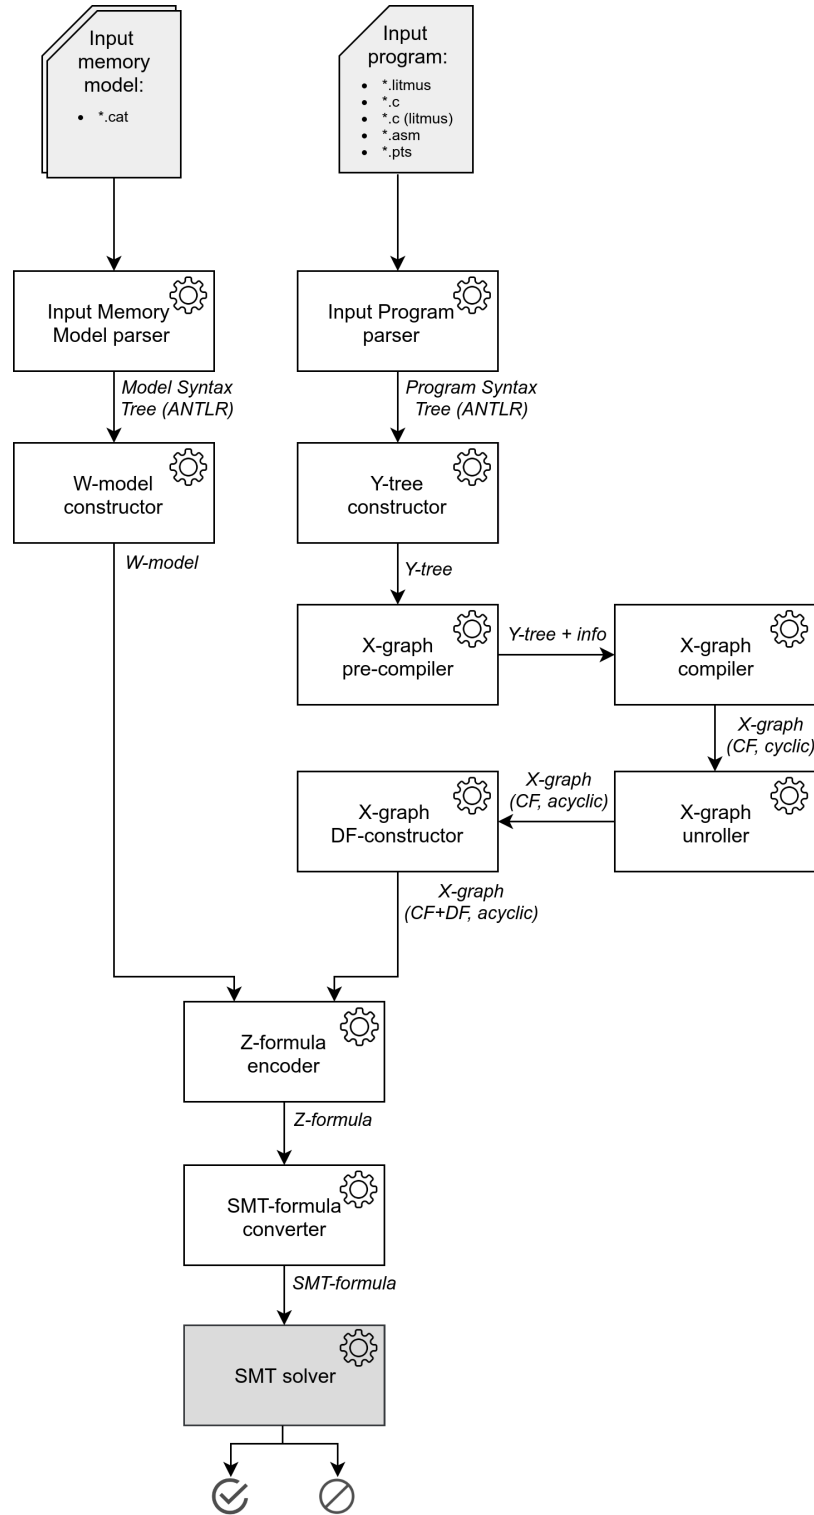 Input
memory
model:
• *.cat
Input
program:
• *.litmus
• *.c
• *.c (litmus)
• *.asm
• *.pts
Input Memory
Model parser
Input Program
parser
Model Syntax
Tree (ANTLR)
Program Syntax
Tree (ANTLR)
W-model
constructor
Y-tree
constructor
W-model
Y-tree
X-graph
pre-compiler
Y-tree + info
X-graph
compiler
X-graph
(CF, cyclic)
X-graph
unroller
X-graph
(CF, acyclic)
X-graph
DF-constructor
X-graph
(CF+DF, acyclic)
Z-formula
encoder
Z-formula
SMT-formula
converter
SMT-formula
SMT solver